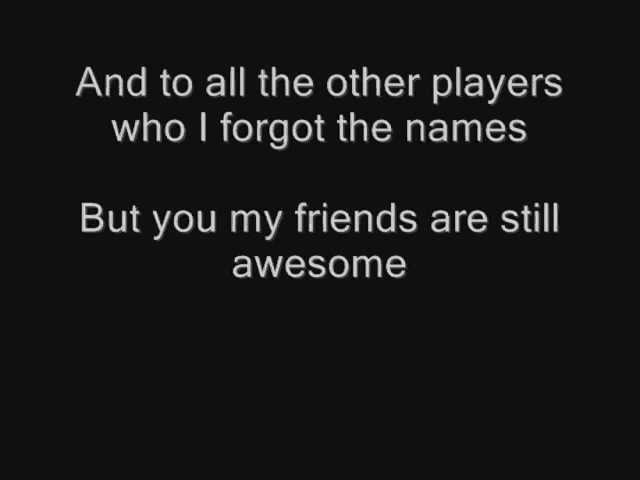 And to all the other players
who I forgot the names
But you my friends are still
awesome